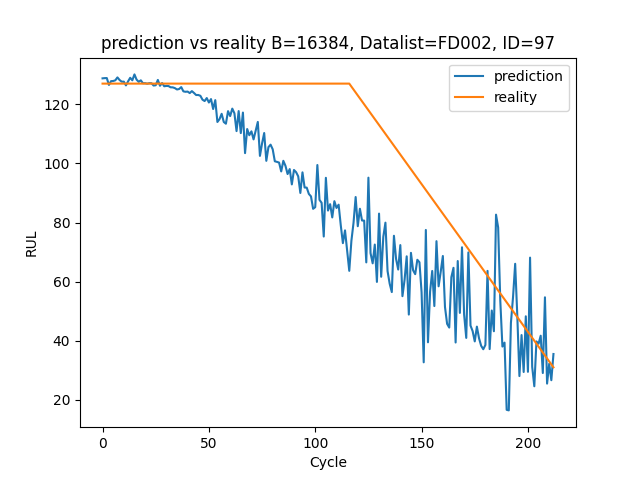 prediction vs reality B=16384, Datalist=FD002, ID=97
prediction
reality
RUL
120
100
80
60
40
20
0
50
100
150
200
Cycle